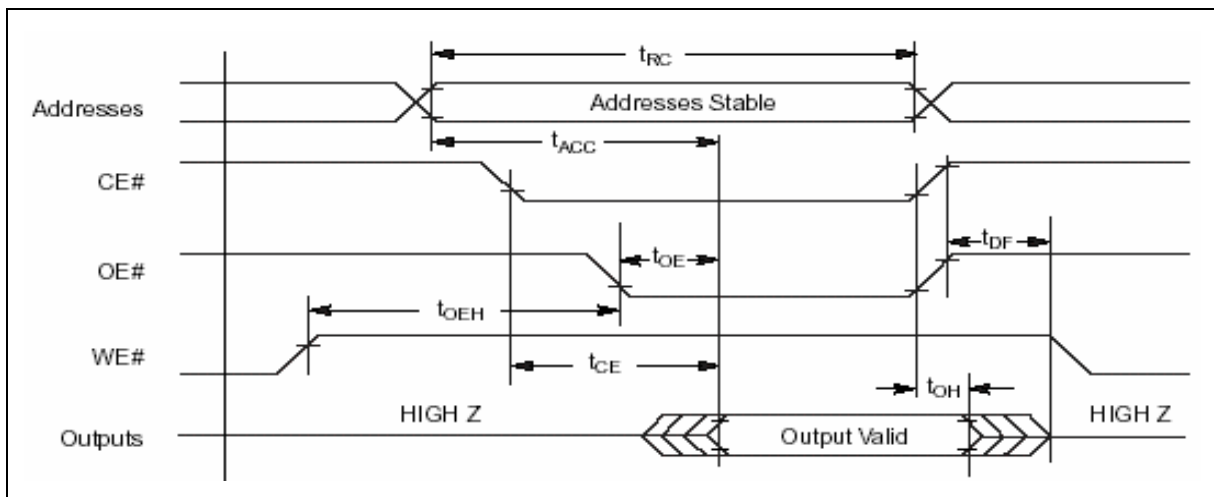 tRC
Addresses
Addresses Stable
tACC
CE#
tDF
OE#
tOE
tOEH
WE#
tCE
tOH
HIGH Z
HIGH Z
Outputs
Output Valid